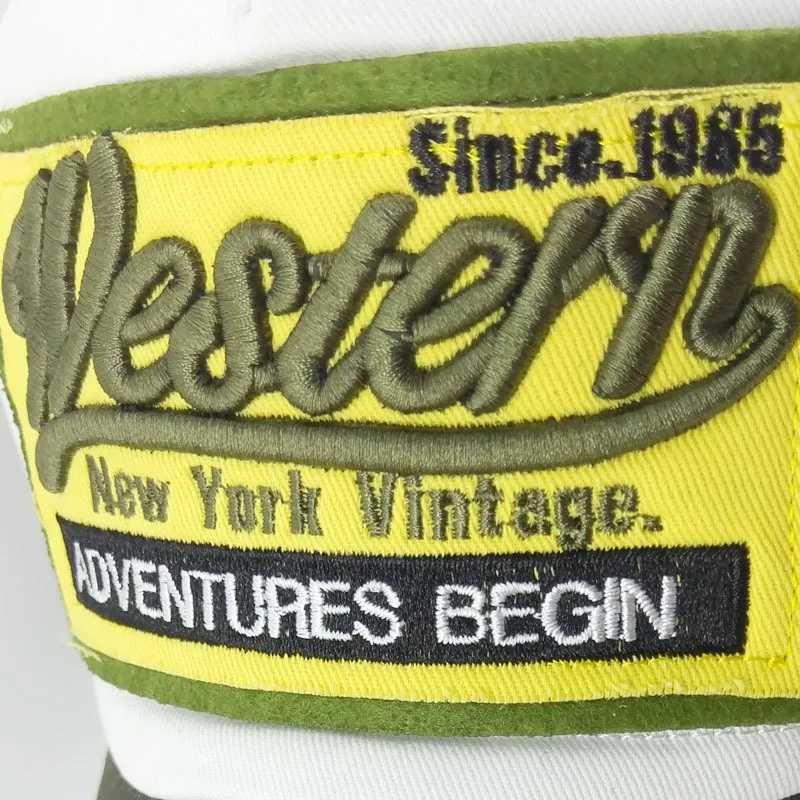 Since.1985
Western
New York Vintage.
ADVENTURES BEGIN